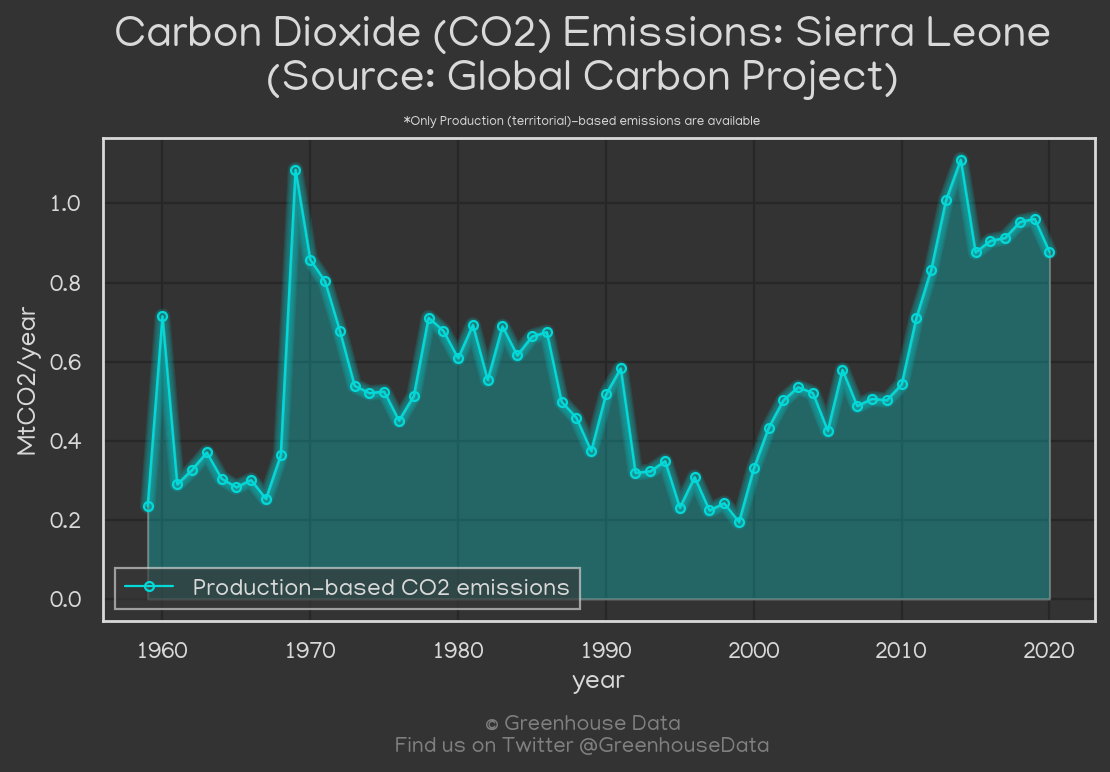 Carbon Dioxide (CO2) Emissions: Sierra Leone
(Source: Global Carbon Project)
*Only Production (territorial)-based emissions are available
MtCO2/year
1.0
0.8
0.6
0.4
0.2
0.0
Production-based CO2 emissions
1960 1970 1980 1990 2000 2010 2020
year
© Greenhouse Data
Find us on Twitter @GreenhouseData